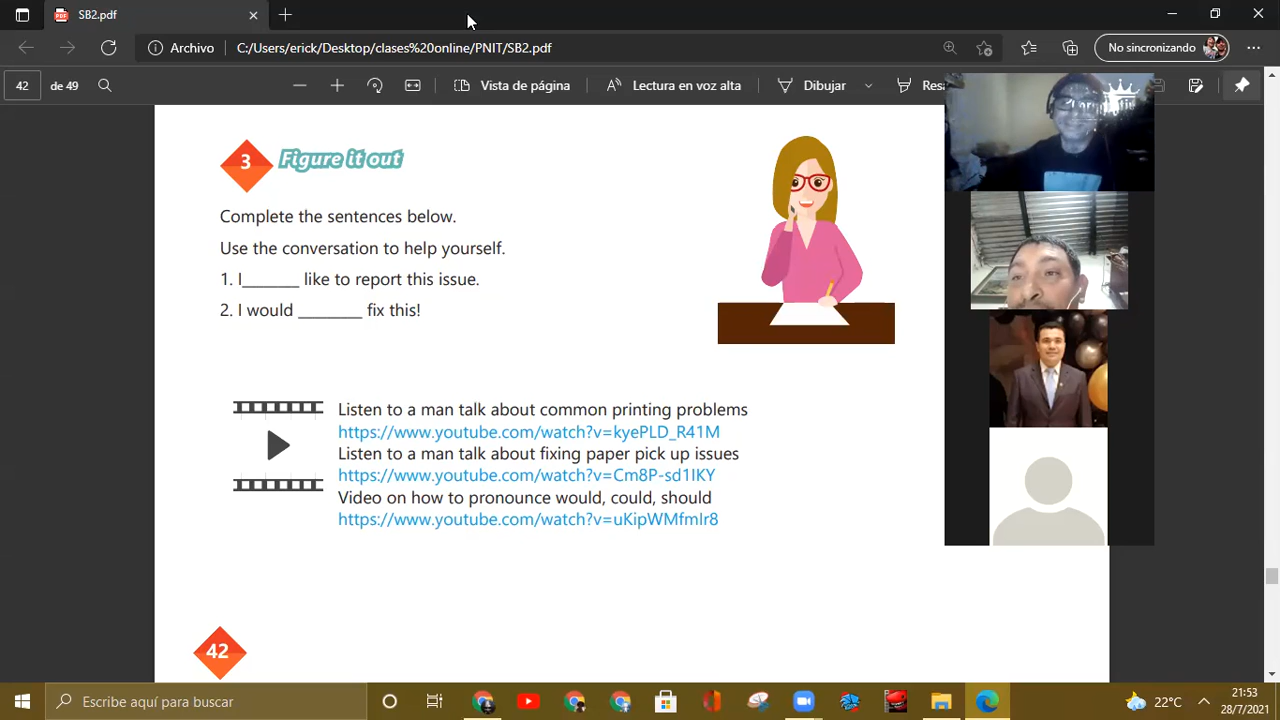 SB2.pdf
Archivo
C:/Users/erick/Desktop/clases%20online/PNIT/SB2.pdf
No sincronizando
42 de 49
Vista de página
Lectura en voz alta
Dibujar
3 Figure it out
Complete the sentences below.
Use the conversation to help yourself.
1. I_______ like to report this issue.
2. I would ________ fix this!
Listen to a man talk about common printing problems
https://www.youtube.com/watch?v=kyePLD_R41M
Listen to a man talk about fixing paper pick up issues
https://www.youtube.com/watch?v=Cm8P-sd1IKY
Video on how to pronounce would, could, should
https://www.youtube.com/watch?v=uKipWMfmIr8
42
Escribe aquí para buscar
22°C
21:53
28/7/2021